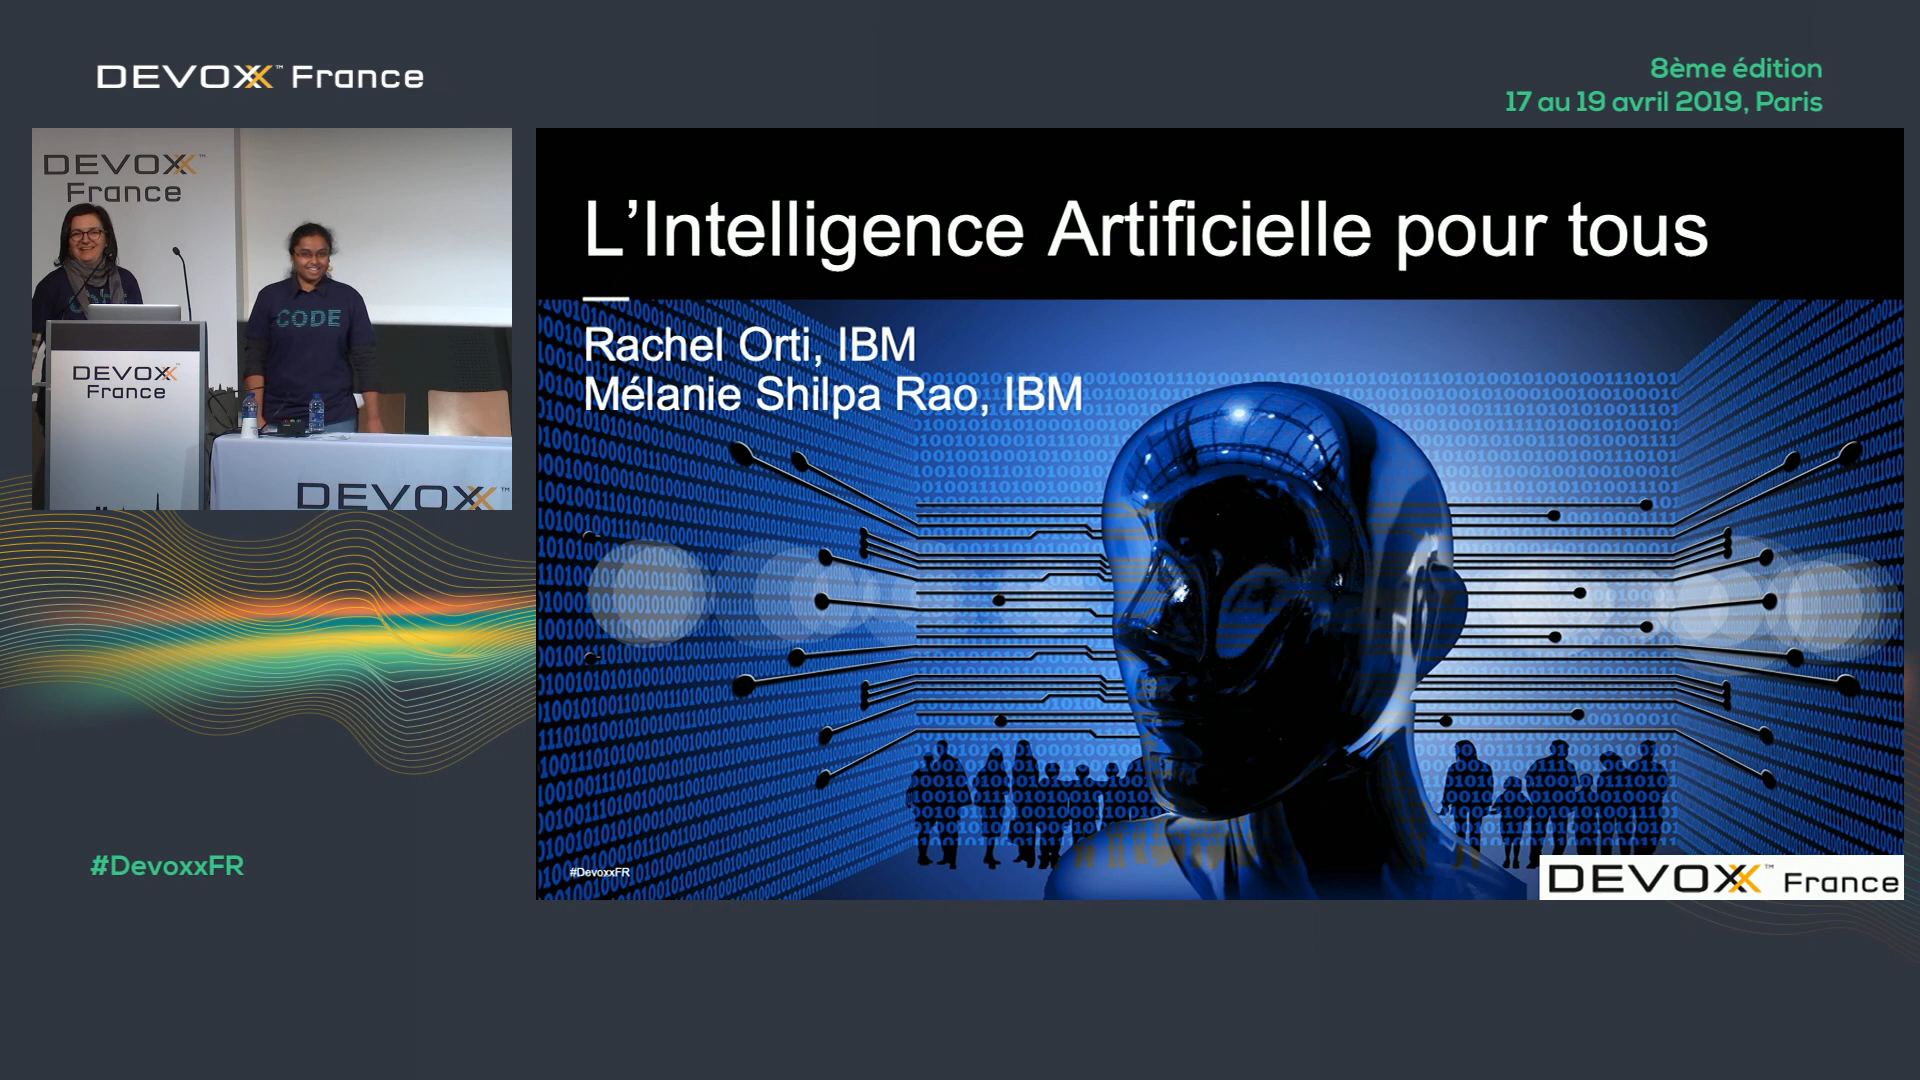 DEVOXX™ France
8ème édition
17 au 19 avril 2019, Paris
DEVOXX™
France
CODE
DEVOXX™
France
DEVOXX™
L’Intelligence Artificielle pour tous
Rachel Orti, IBM
Mélanie Shilpa Rao, IBM
#DevoxxFR
DEVOXX™ France
#DevoxxFR